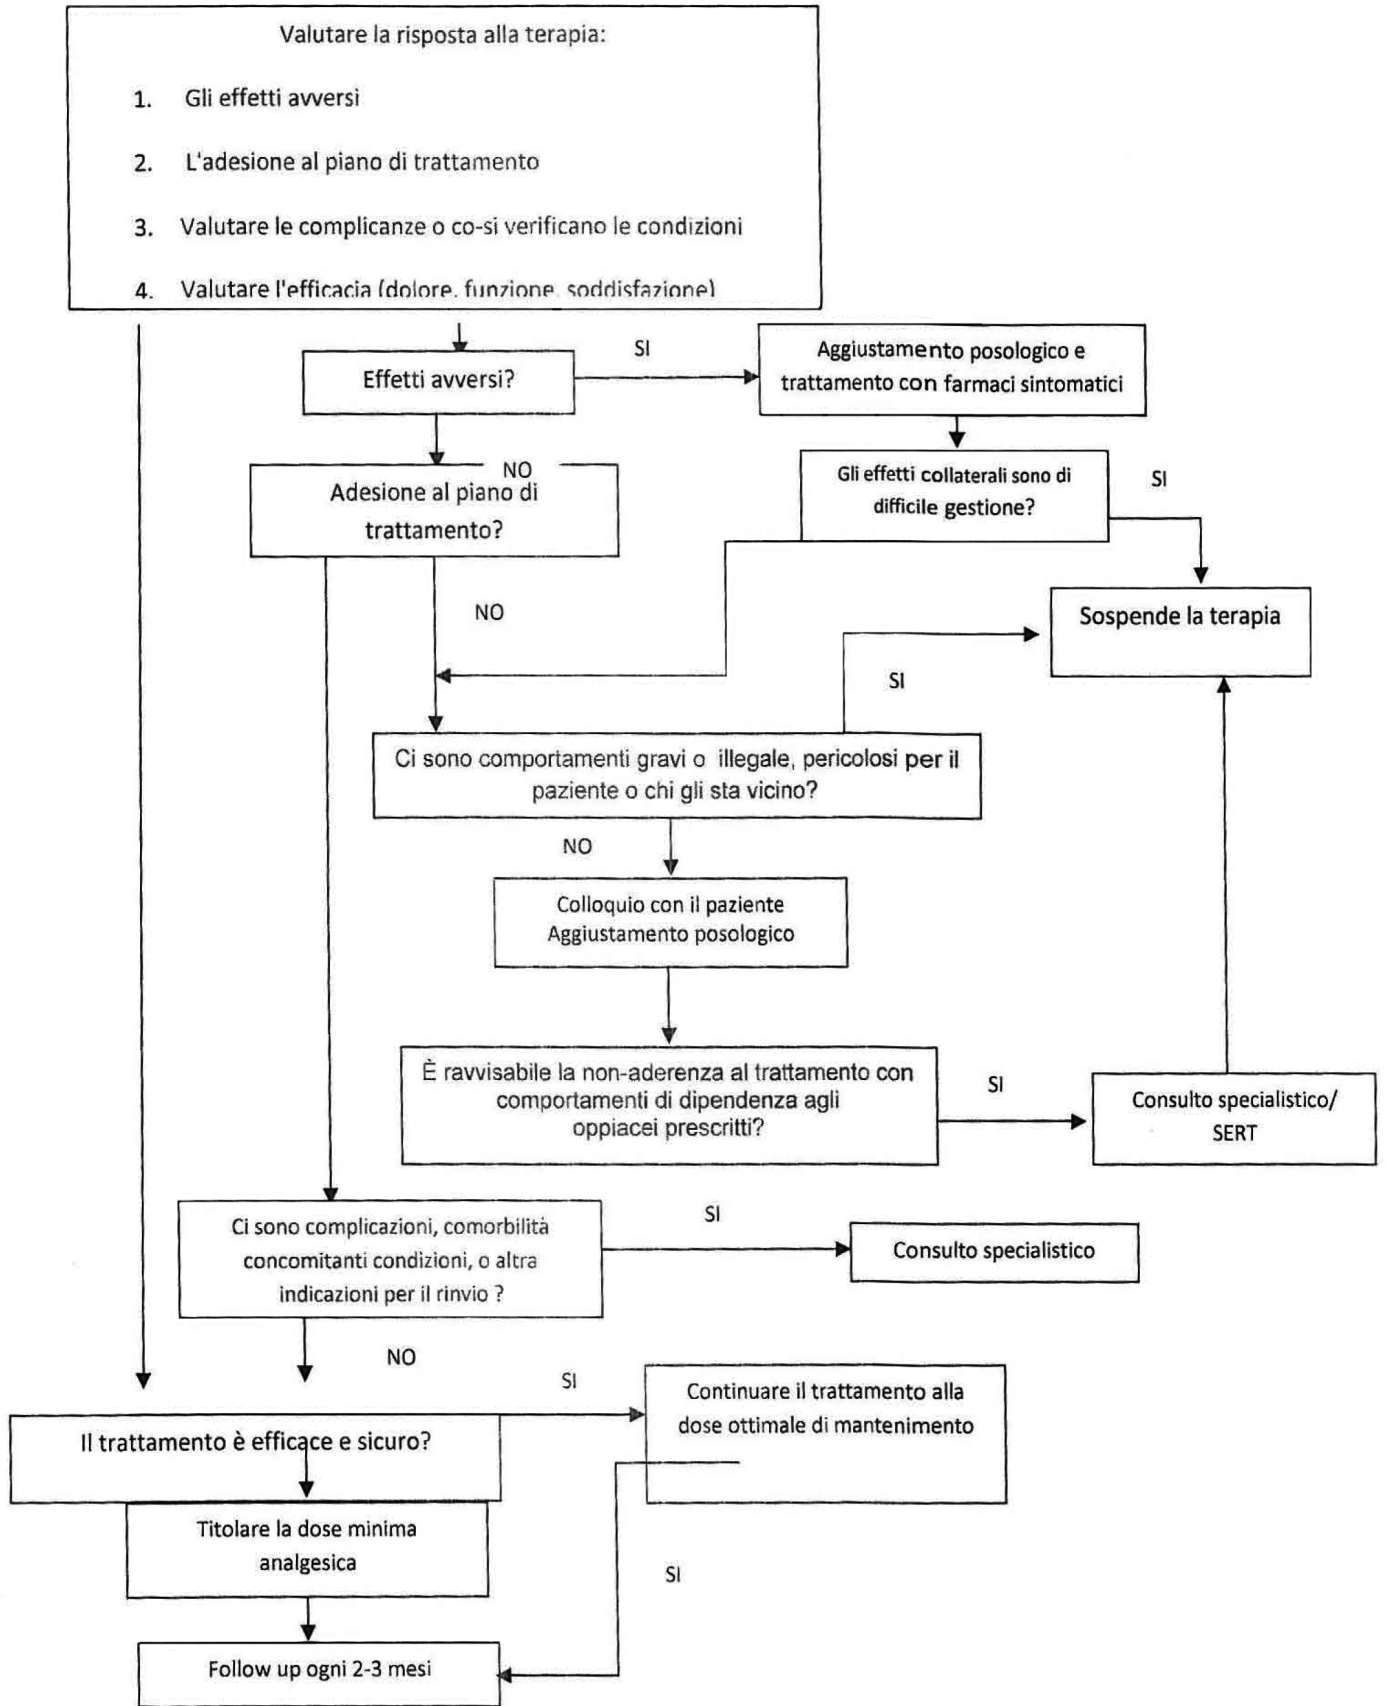 Valutare la risposta alla terapia:
1. Gli effetti avversi
2. L'adesione al piano di trattamento
3. Valutare le complicanze o co-si verificano le condizioni
4. Valutare l'efficacia (dolore, funzione, soddisfazione)
Effetti avversi?
SI
Aggiustamento posologico e
trattamento con farmaci sintomatici
NO
Adesione al piano di
trattamento?
Gli effetti collaterali sono di
difficile gestione?
SI
NO
Sospende la terapia
SI
Ci sono comportamenti gravi o illegale, pericolosi per il
paziente o chi gli sta vicino?
NO
Colloquio con il paziente
Aggiustamento posologico
È ravvisabile la non-aderenza al trattamento con
comportamenti di dipendenza agli
oppiacei prescritti?
SI
Consulto specialistico/
SERT
Ci sono complicazioni, comorbilità
concomitanti condizioni, o altra
indicazioni per il rinvio ?
SI
Consulto specialistico
NO
SI
Continuare il trattamento alla
dose ottimale di mantenimento
Il trattamento è efficace e sicuro?
Titolare la dose minima
analgesica
SI
Follow up ogni 2-3 mesi